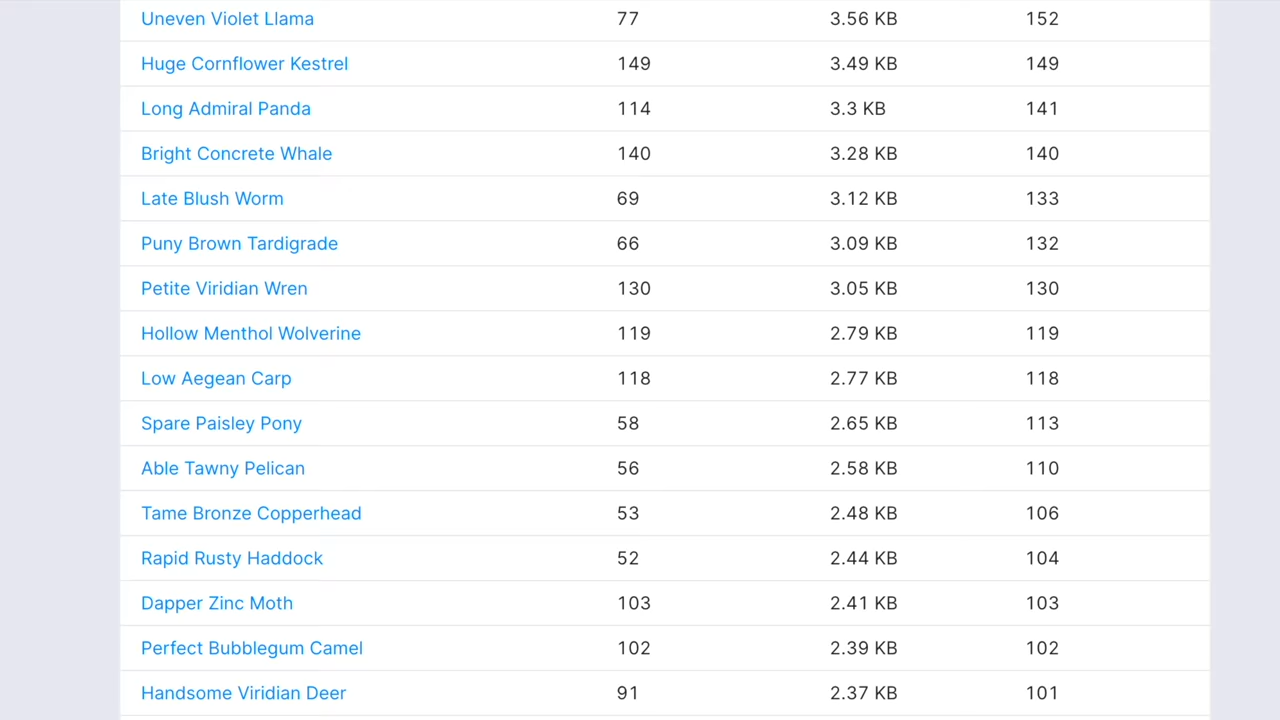 Uneven Violet Llama 77 3.56 KB 152
Huge Cornflower Kestrel 149 3.49 KB 149
Long Admiral Panda 114 3.3 KB 141
Bright Concrete Whale 140 3.28 KB 140
Late Blush Worm 69 3.12 KB 133
Puny Brown Tardigrade 66 3.09 KB 132
Petite Viridian Wren 130 3.05 KB 130
Hollow Menthol Wolverine 119 2.79 KB 119
Low Aegean Carp 118 2.77 KB 118
Spare Paisley Pony 58 2.65 KB 113
Able Tawny Pelican 56 2.58 KB 110
Tame Bronze Copperhead 53 2.48 KB 106
Rapid Rusty Haddock 52 2.44 KB 104
Dapper Zinc Moth 103 2.41 KB 103
Perfect Bubblegum Camel 102 2.39 KB 102
Handsome Viridian Deer 91 2.37 KB 101